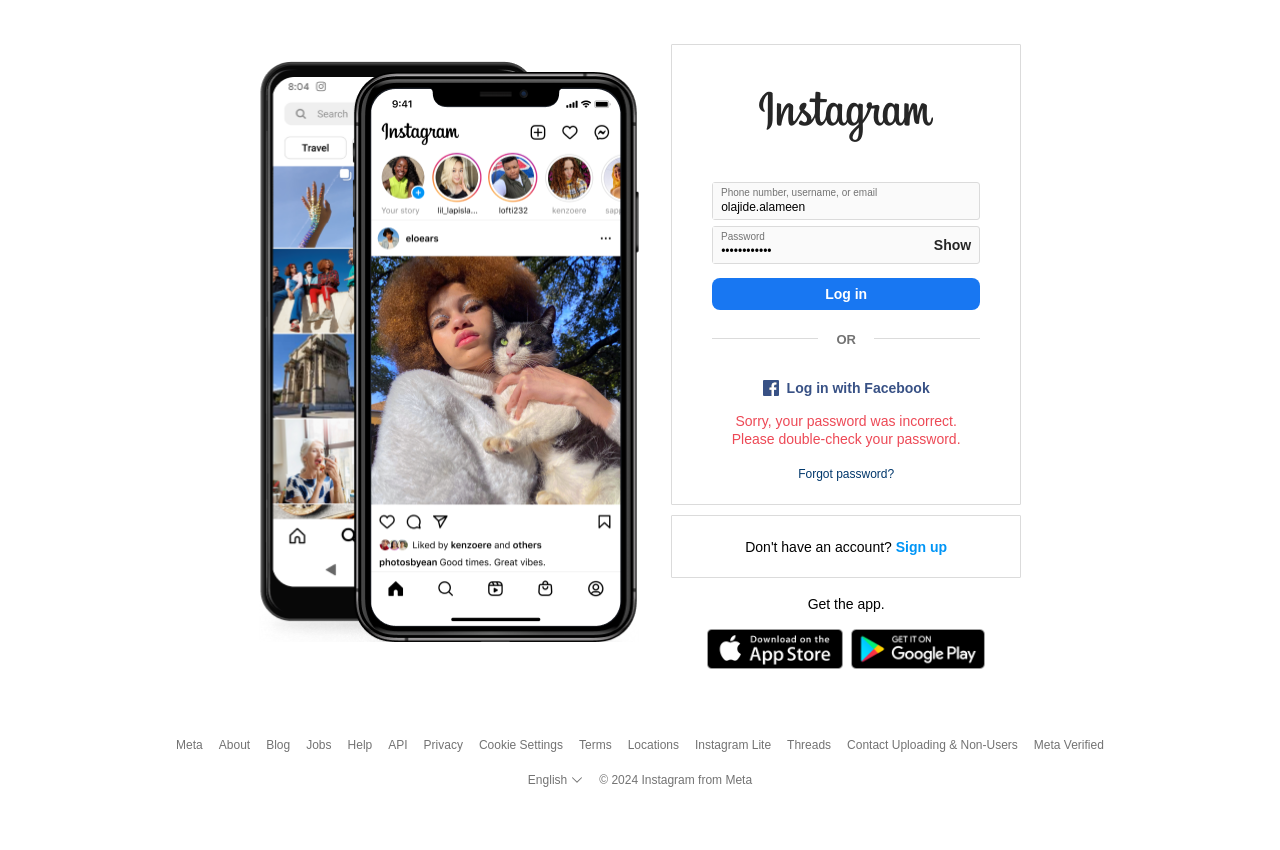 8:04
Search
Travel
9:41
Instagram
Your story
lil_lapisla...
lofti232
kenzoere
sapp
eloears
Liked by kenzoere and others
photosbyean Good tones. Great vibes.
Instagram
Phone number, username, or email
olajide.alameen
Password
••••••••••••
Show
Log in
OR
Log in with Facebook
Sorry, your password was incorrect.
Please double-check your password.
Forgot password?
Don't have an account? Sign up
Get the app.
Download on the
App Store
GET IT ON
Google Play
Meta About Blog Jobs Help API Privacy Cookie Settings Terms Locations Instagram Lite Threads Contact Uploading & Non-Users Meta Verified
English © 2024 Instagram from Meta